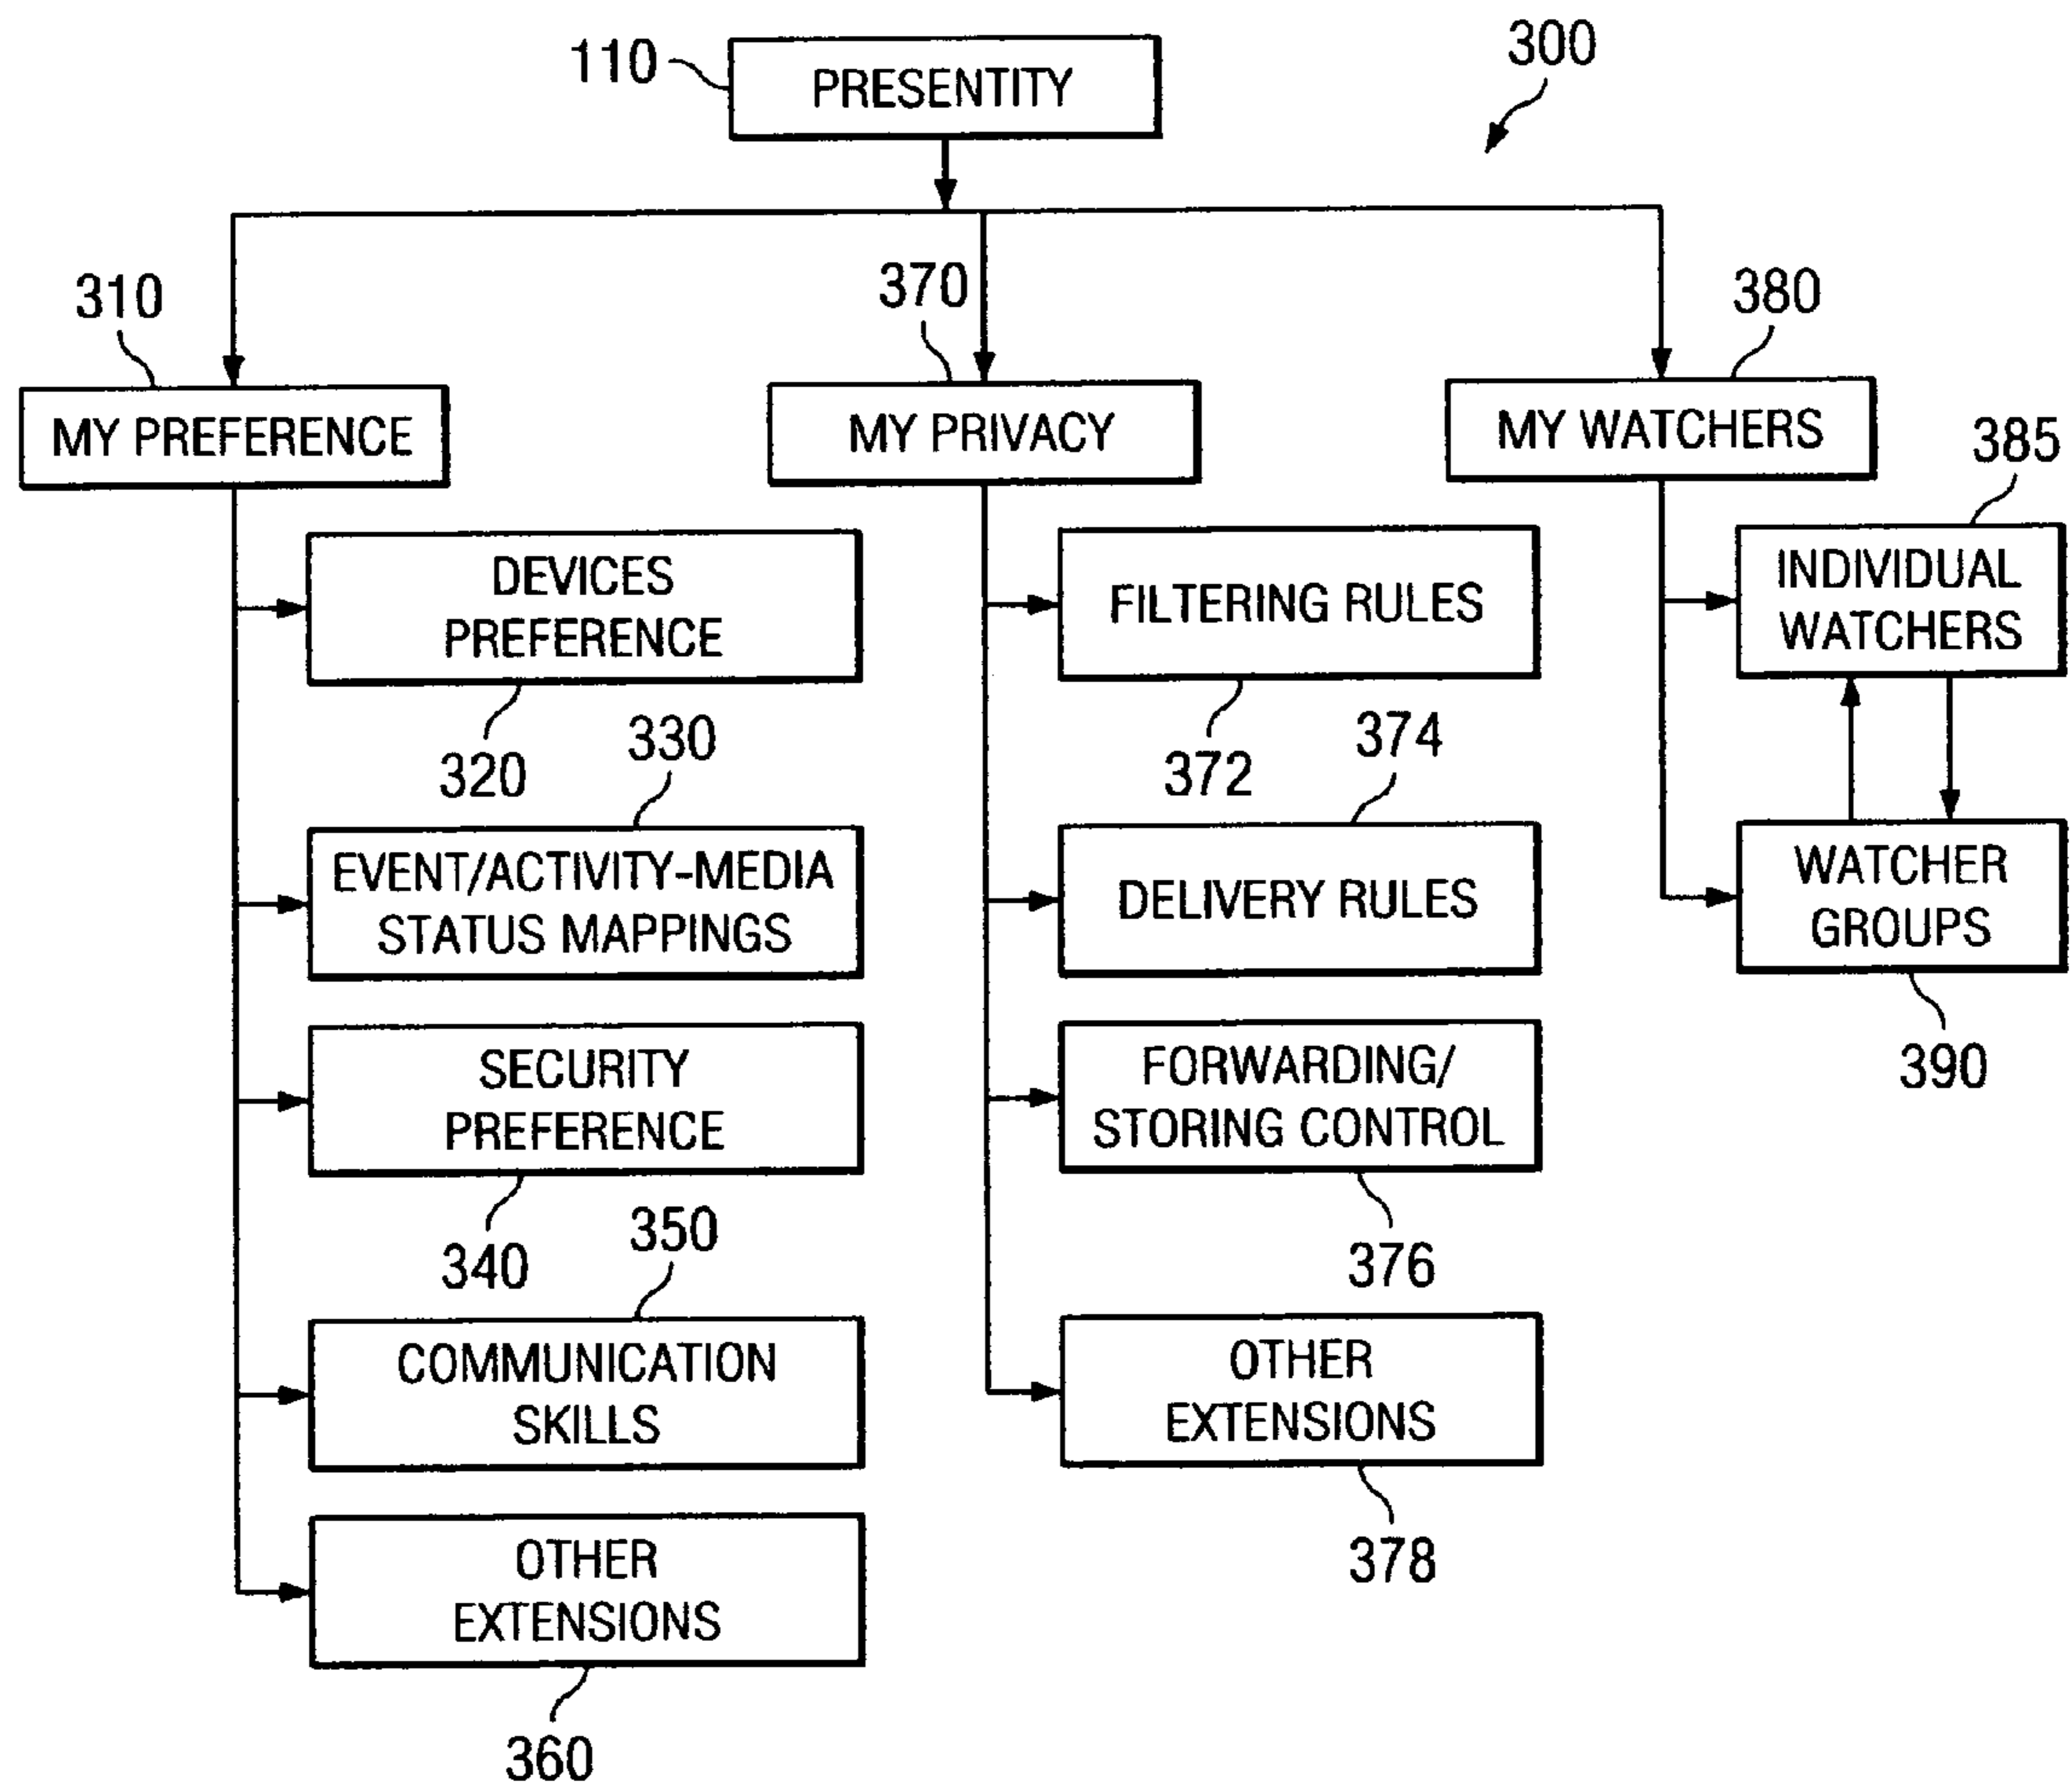 110
PRESENTITY
300
310
370
380
MY PREFERENCE
MY PRIVACY
MY WATCHERS
385
DEVICES
PREFERENCE
320
330
EVENT/ACTIVITY-MEDIA
STATUS MAPPINGS
SECURITY
PREFERENCE
340
350
COMMUNICATION
SKILLS
OTHER
EXTENSIONS
360
FILTERING RULES
372
374
DELIVERY RULES
FORWARDING/
STORING CONTROL
376
OTHER
EXTENSIONS
378
INDIVIDUAL
WATCHERS
WATCHER
GROUPS
390